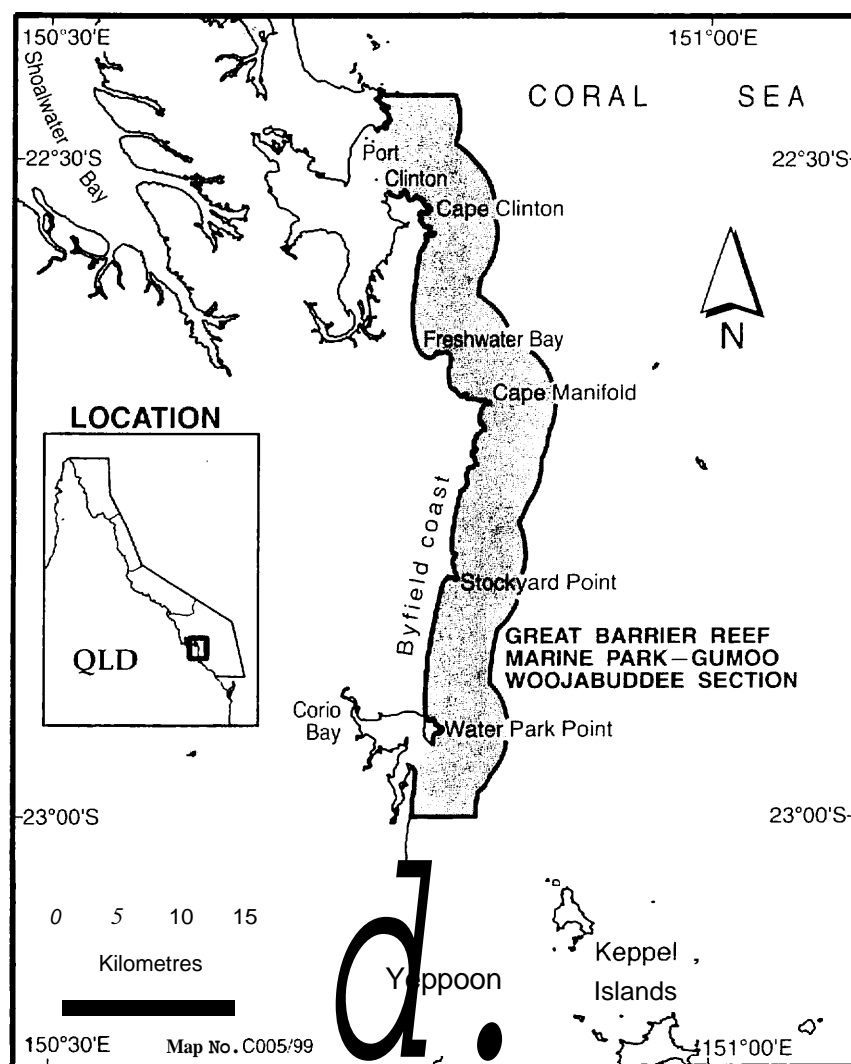 150°30'E
151°00'E
Shoalwater Bay
CORAL SEA
22°30'S
22°30'S
Port
Clinton
Cape Clinton
N
Freshwater Bay
Cape Manifold
LOCATION
QLD
Byfield coast
Stockyard Point
GREAT BARRIER REEF
MARINE PARK–GUMOO
WOOJABUDDEE SECTION
Corio
Bay
Water Park Point
23°00'S
23°00'S
0 5 10 15
Kilometres
d.
Yeppoon
Keppel
Islands
150°30'E
Map No. C005/99
151°00'E